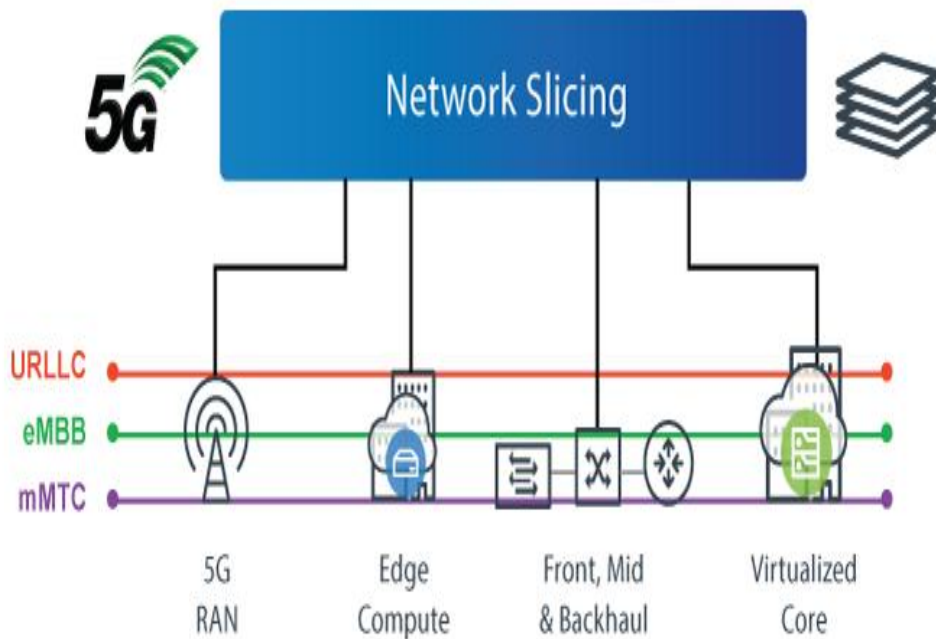 5G
Network Slicing
URLLC
eMBB
mMTC
5G
RAN
Edge
Compute
Front, Mid
& Backhaul
Virtualized
Core